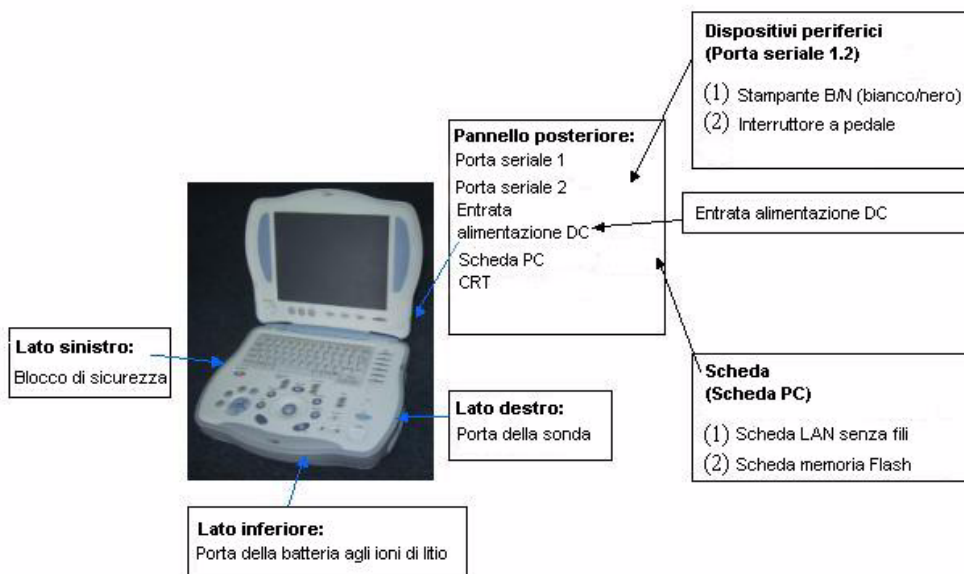 Dispositivi periferici
(Porta seriale 1.2)
(1) Stampante B/N (bianco/nero)
(2) Interruttore a pedale
Pannello posteriore:
Porta seriale 1
Porta seriale 2
Entrata
alimentazione DC
Scheda PC
CRT
Entrata alimentazione DC
Lato sinistro:
Blocco di sicurezza
Lato destro:
Porta della sonda
Scheda
(Scheda PC)
(1) Scheda LAN senza fili
(2) Scheda memoria Flash
Lato inferiore:
Porta della batteria agli ioni di litio